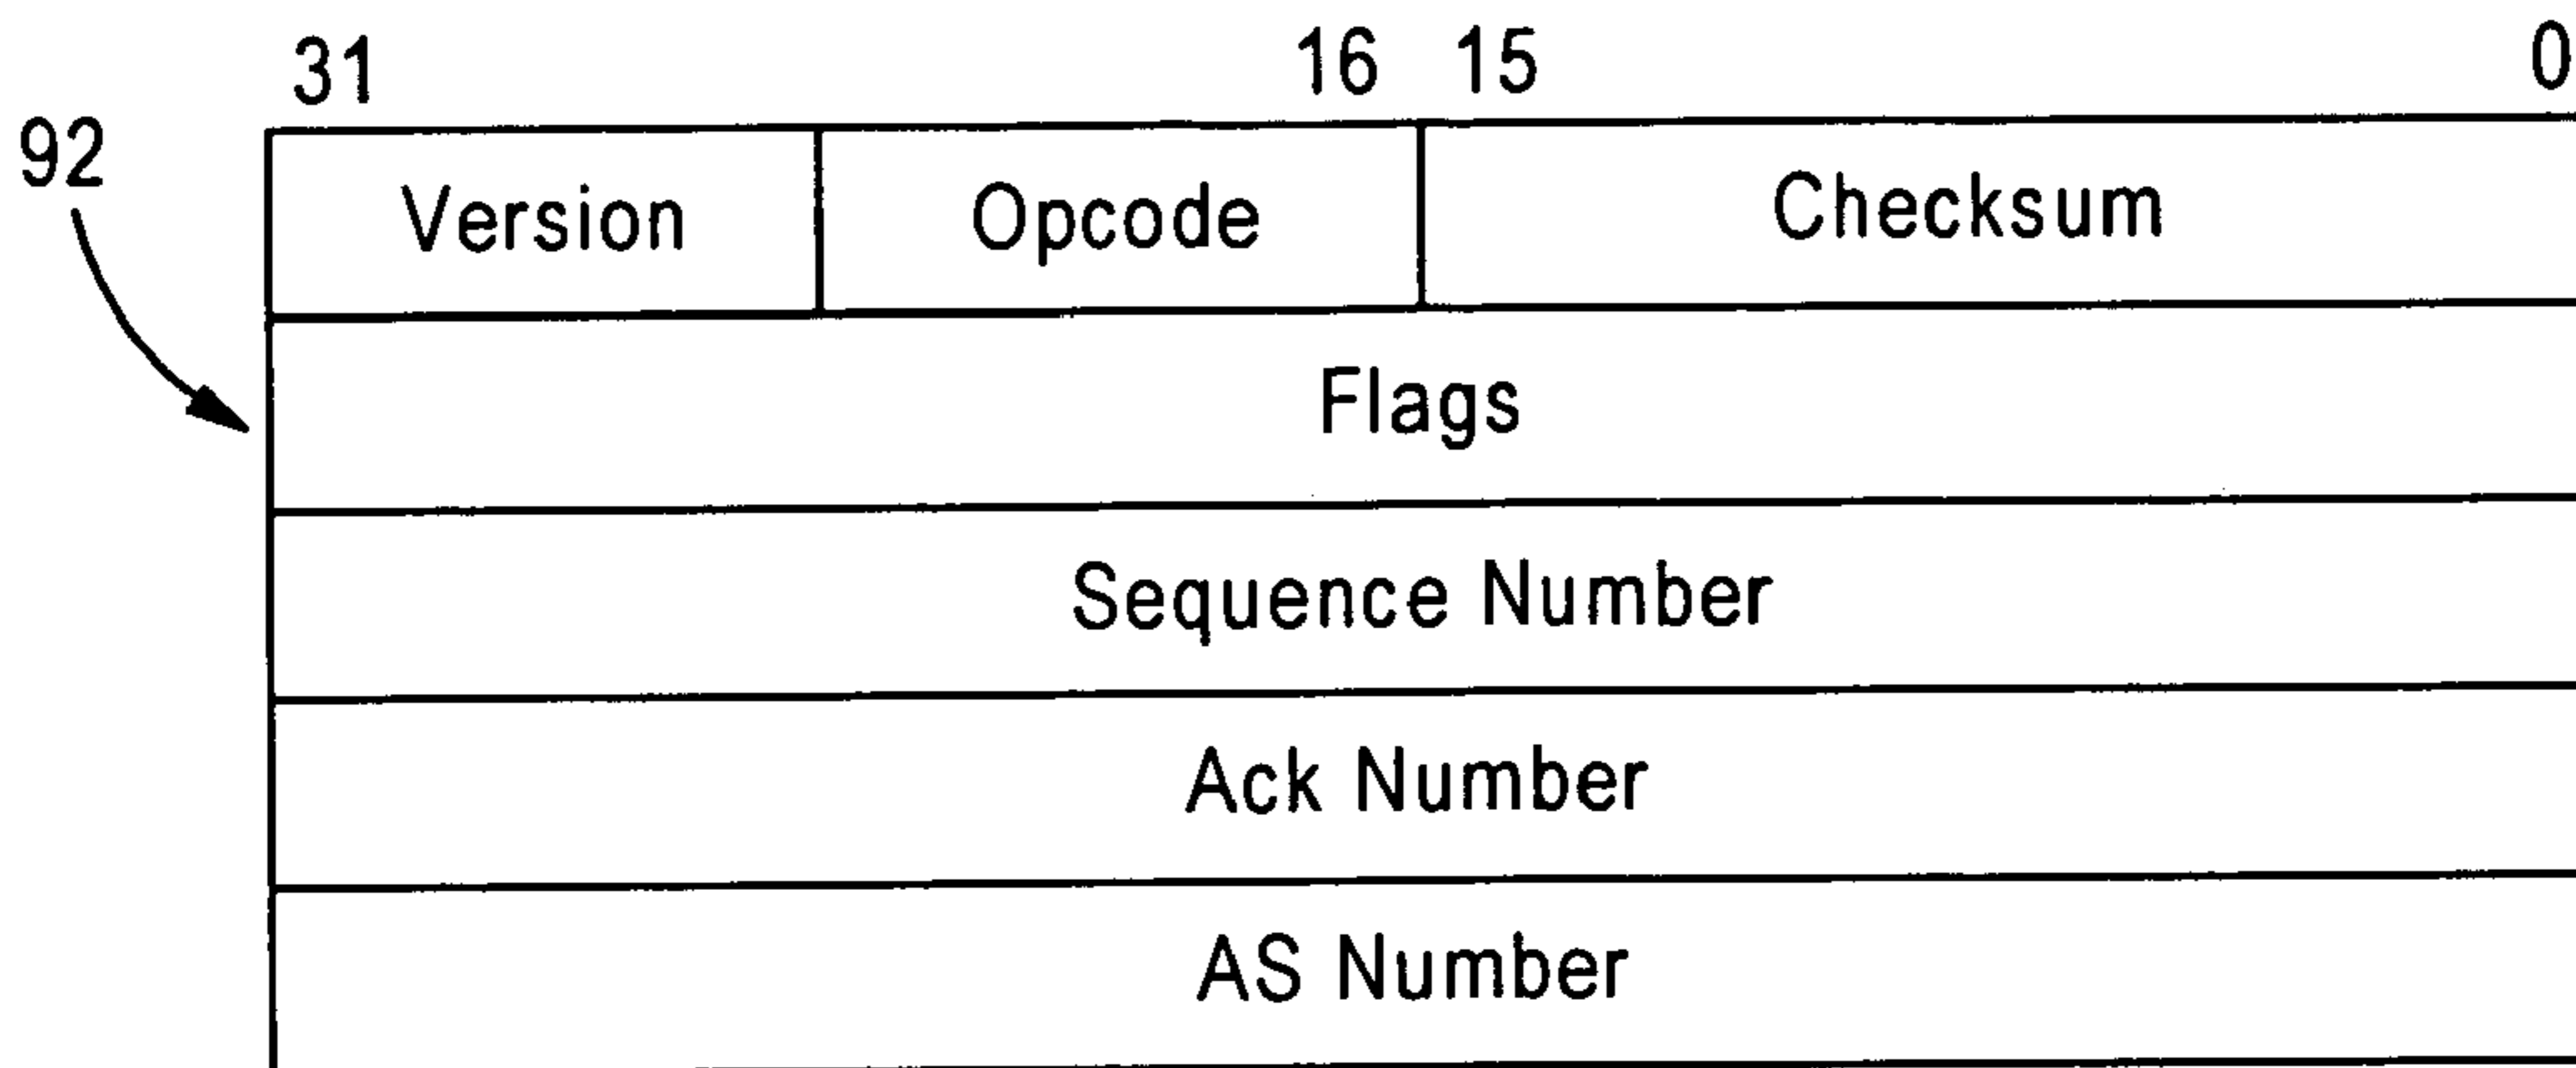 31 16 15 0
92
Version Opcode Checksum
Flags
Sequence Number
Ack Number
AS Number